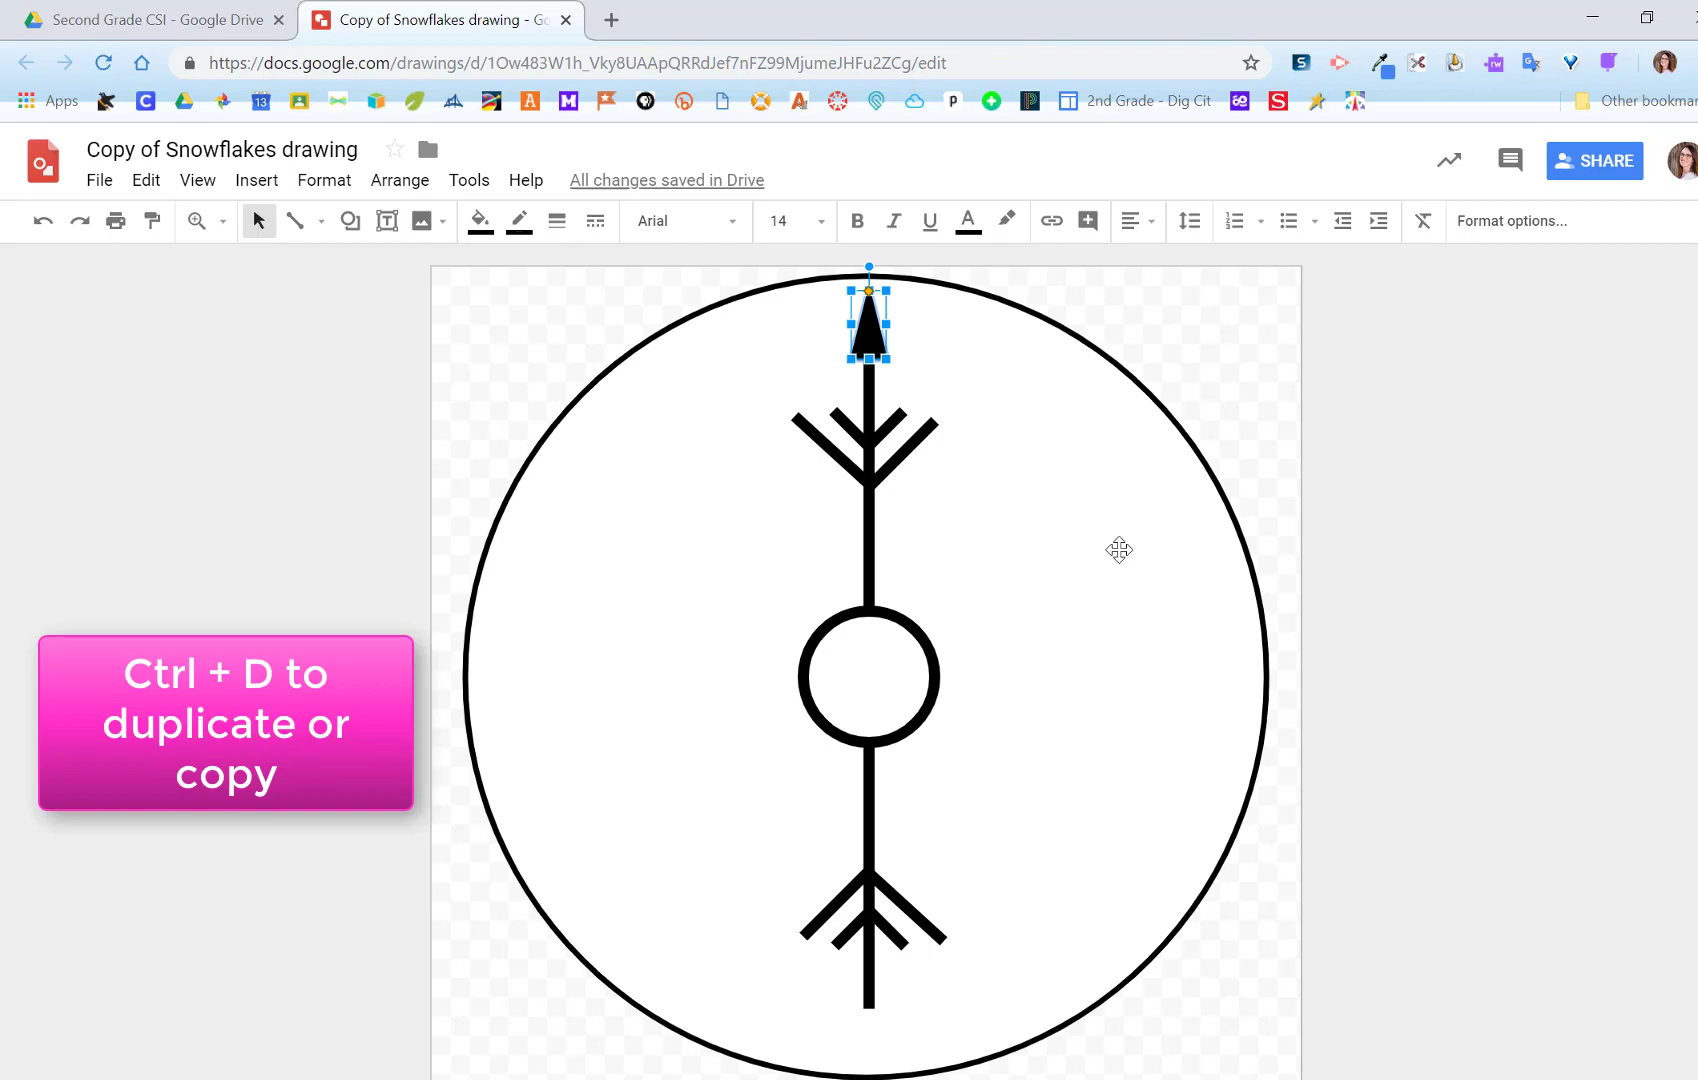 Second Grade CSI - Google Drive
Copy of Snowflakes drawing - Go
https://docs.google.com/drawings/d/1Ow483W1h_Vky8UAApQRRdJef7nFZ99MjumeJHFu2ZCg/edit
Apps
2nd Grade - Dig Cit
Other bookmar
Copy of Snowflakes drawing
SHARE
File Edit View Insert Format Arrange Tools Help All changes saved in Drive
Arial 14 B I U A Format options...
Ctrl + D to
duplicate or
copy